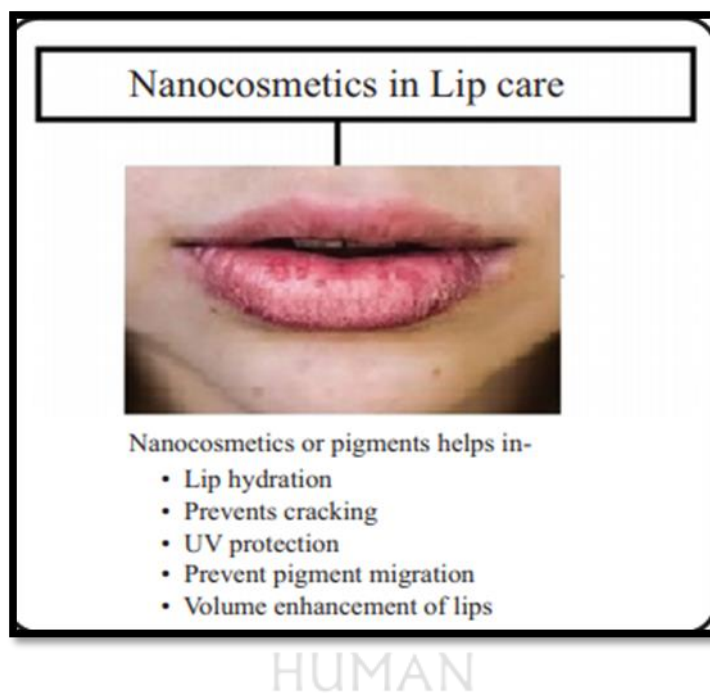 Nanocosmetics in Lip care
Nanocosmetics or pigments helps in-
• Lip hydration
• Prevents cracking
• UV protection
• Prevent pigment migration
• Volume enhancement of lips
HUMAN